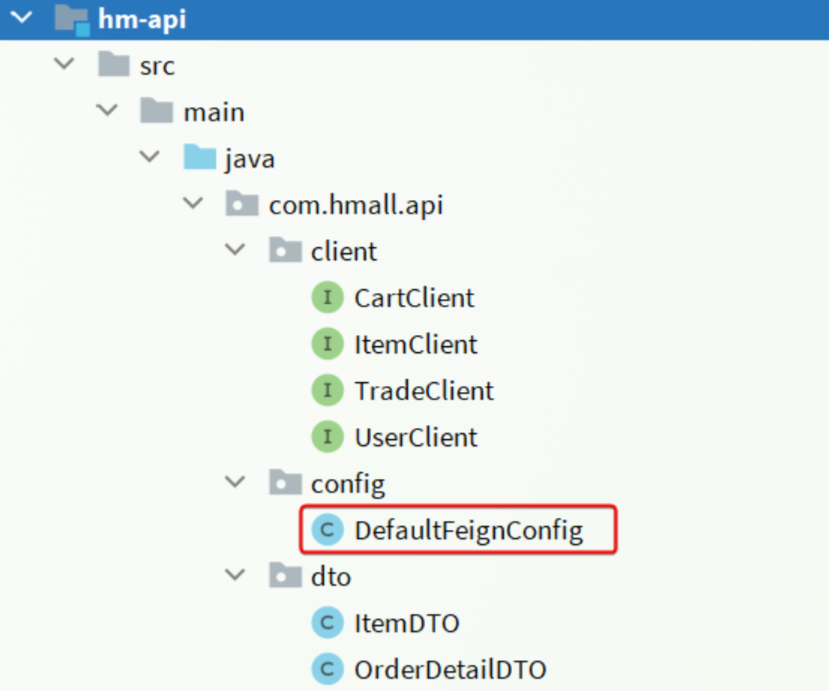 hm-api
src
main
java
com.hmall.api
client
I CartClient
I ItemClient
I TradeClient
I UserClient
config
C DefaultFeignConfig
dto
C ItemDTO
C OrderDetailDTO